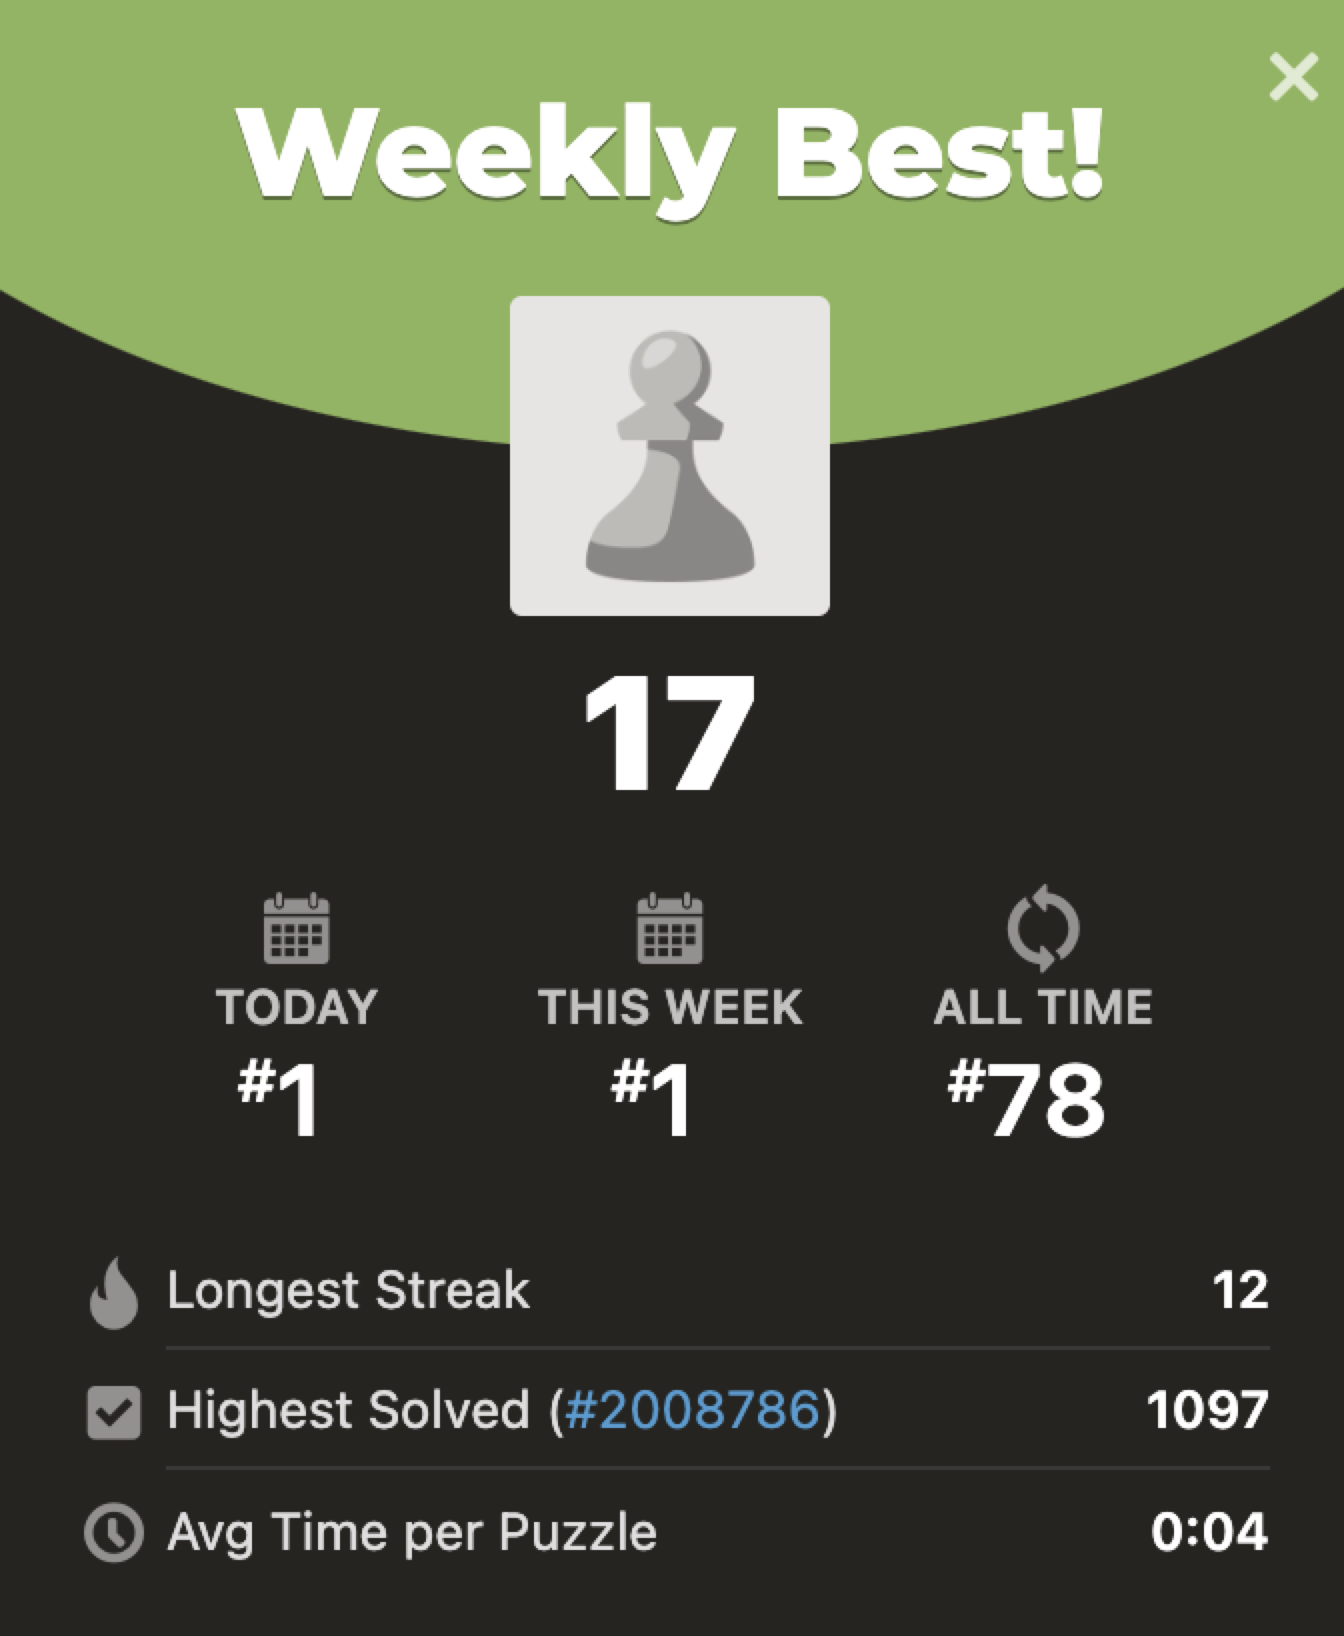 Weekly Best!
17
TODAY THIS WEEK ALL TIME
#1 #1 #78
Longest Streak 12
Highest Solved (#2008786) 1097
Avg Time per Puzzle 0:04